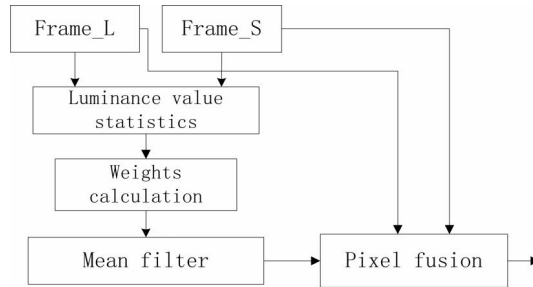 Frame_L
Frame_S
Luminance value
statistics
Weights
calculation
Mean filter
Pixel fusion